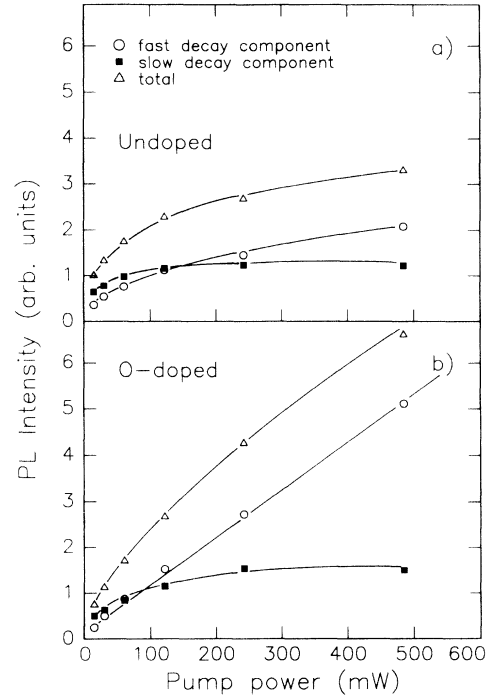 6
5
4
3
2
1
0
○ fast decay component
■ slow decay component
△ total
a)
Undoped
PL Intensity (arb. units)
6
5
4
3
2
1
0
O-doped
b)
0 100 200 300 400 500 600
Pump power (mW)